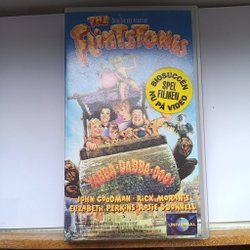 THE
FLINTSTONES
BIOSUCCÉN
SPEL
FILMEN
NU PÅ VIDEO
YABBA-DABBA-DOO!
JOHN GOODMAN · RICK MORANIS
ELIZABETH PERKINS · ROSIE O'DONNELL
UNIVERSAL